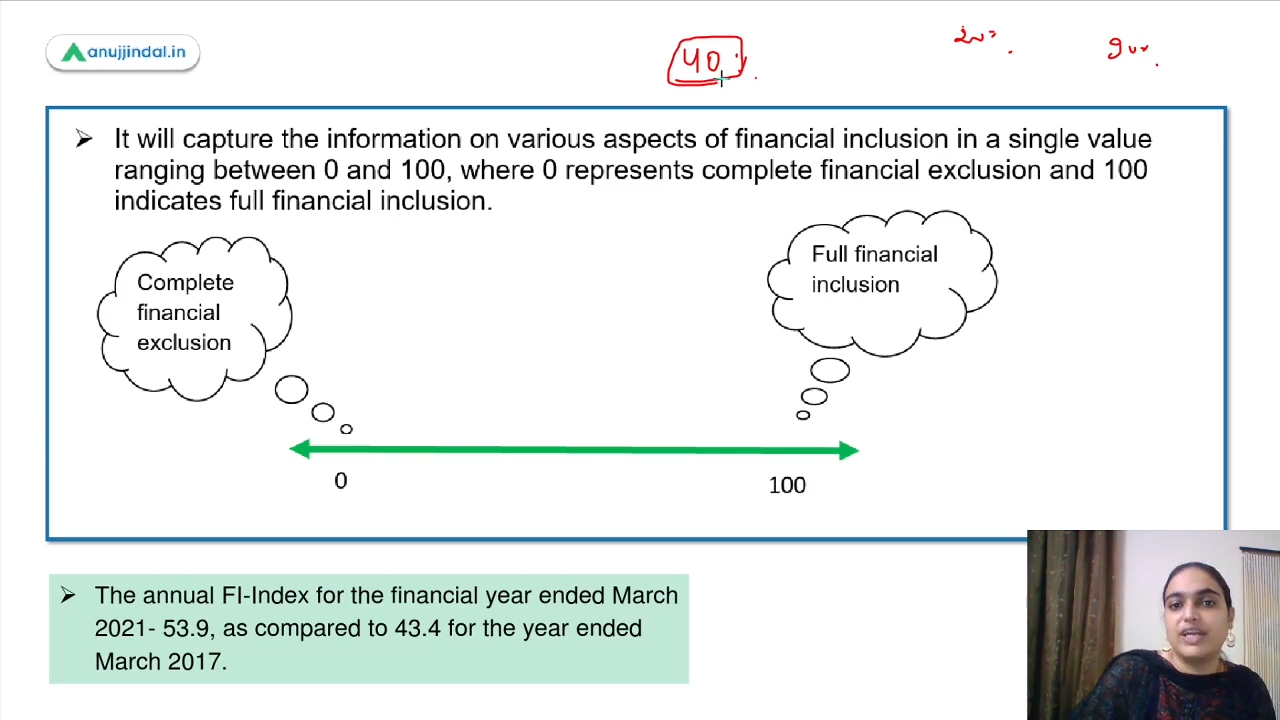 anujjindal.in
40%
It will capture the information on various aspects of financial inclusion in a single value
ranging between 0 and 100, where 0 represents complete financial exclusion and 100
indicates full financial inclusion.
Complete
financial
exclusion
Full financial
inclusion
0
100
The annual FI-Index for the financial year ended March
2021- 53.9, as compared to 43.4 for the year ended
March 2017.